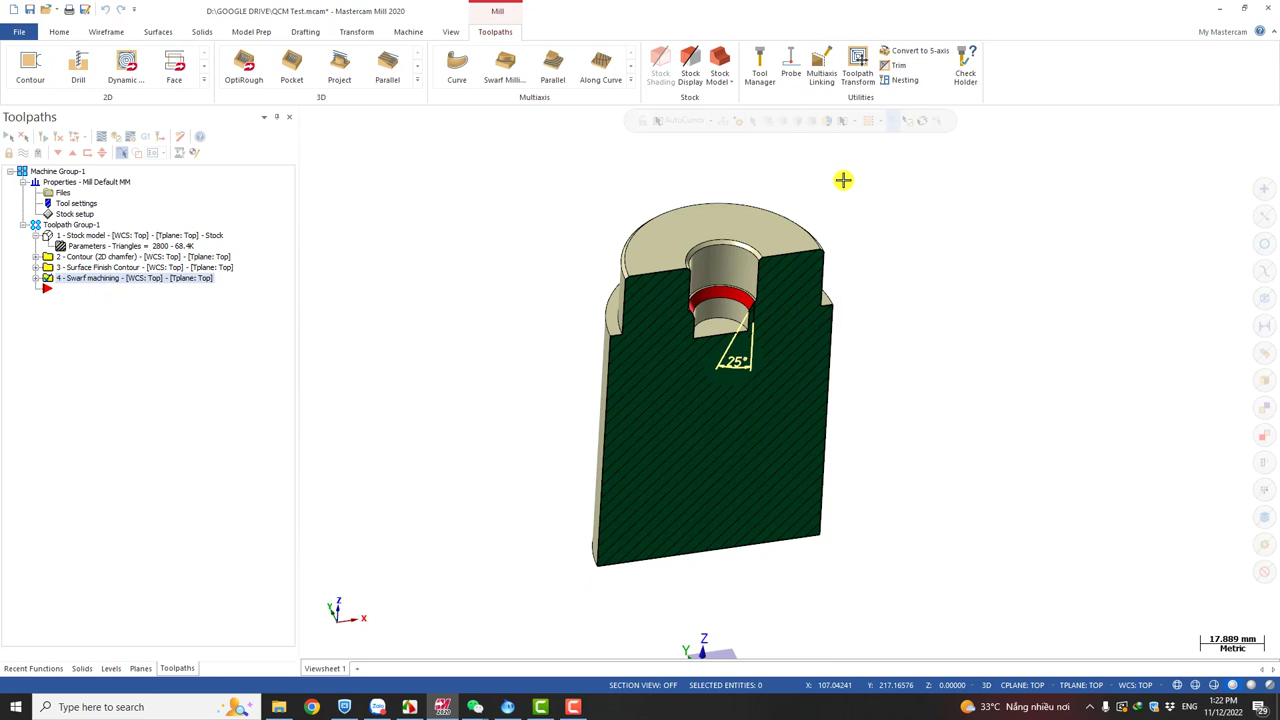 D:\GOOGLE DRIVE\QCM Test.mcam* - Mastercam Mill 2020
Mill
File
Home
Wireframe
Surfaces
Solids
Model Prep
Drafting
Transform
Machine
View
Toolpaths
My Mastercam
Contour
Drill
Dynamic ...
Face
OptiRough
Pocket
Project
Parallel
Curve
Swarf Milli...
Parallel
Along Curve
Stock Shading
Stock Display
Stock Model
Tool Manager
Probe
Multiaxis Linking
Toolpath Transform
Convert to 5-axis
Trim
Nesting
Check Holder
2D
3D
Multiaxis
Stock
Utilities
Toolpaths
AutoCursor
G1
Machine Group-1
Properties - Mill Default MM
Files
Tool settings
Stock setup
Toolpath Group-1
1 - Stock model - [WCS: Top] - [Tplane: Top] - Stock
Parameters - Triangles = 2800 - 68.4K
2 - Contour (2D chamfer) - [WCS: Top] - [Tplane: Top]
3 - Surface Finish Contour - [WCS: Top] - [Tplane: Top]
4 - Swarf machining - [WCS: Top] - [Tplane: Top]
25°
Z
Y
X
Z
Y
17.889 mm
Metric
Recent Functions
Solids
Levels
Planes
Toolpaths
Viewsheet 1
+
SECTION VIEW: OFF
SELECTED ENTITIES: 0
X: 107.04241
Y: 217.16576
Z: 0.00000
3D
CPLANE: TOP
TPLANE: TOP
WCS: TOP
Type here to search
33°C Nắng nhiều nơi
1:22 PM
11/12/2022
29